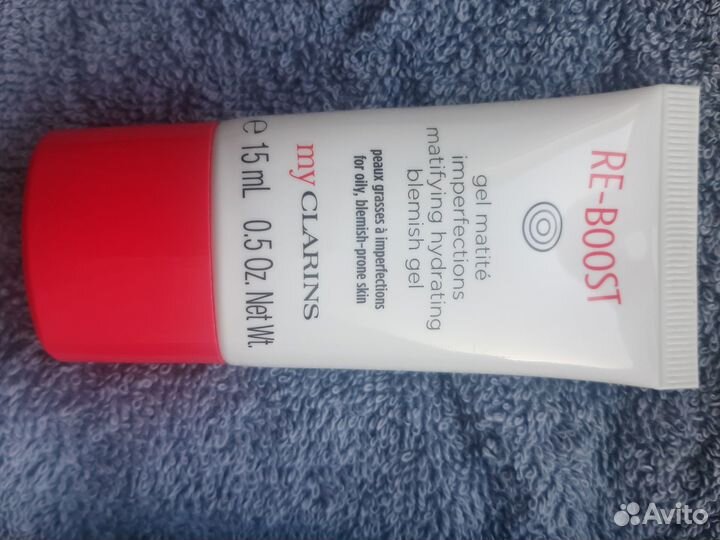 RE-BOOST
gel matité
imperfections
matifying hydrating
blemish gel
peaux grasses à imperfections
for oily, blemish-prone skin
my CLARINS
e 15 mL 0.5 Oz. Net Wt.
Avito